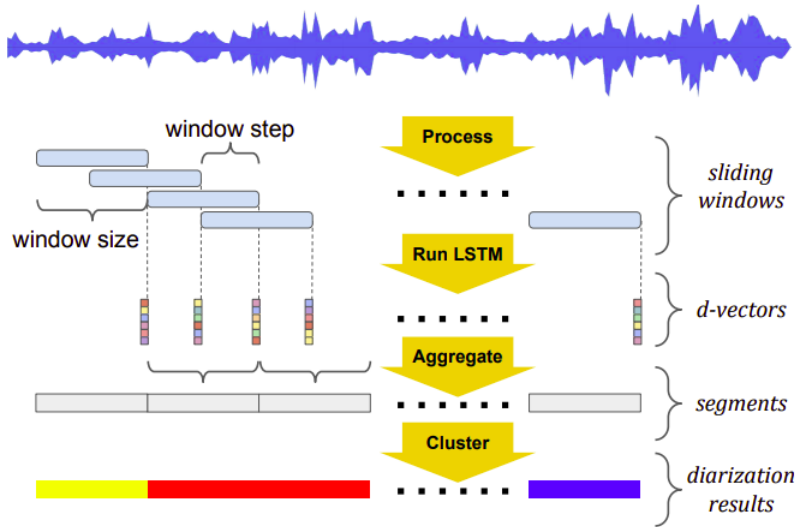 window step
Process
sliding
windows
window size
Run LSTM
d-vectors
Aggregate
segments
Cluster
diarization
results